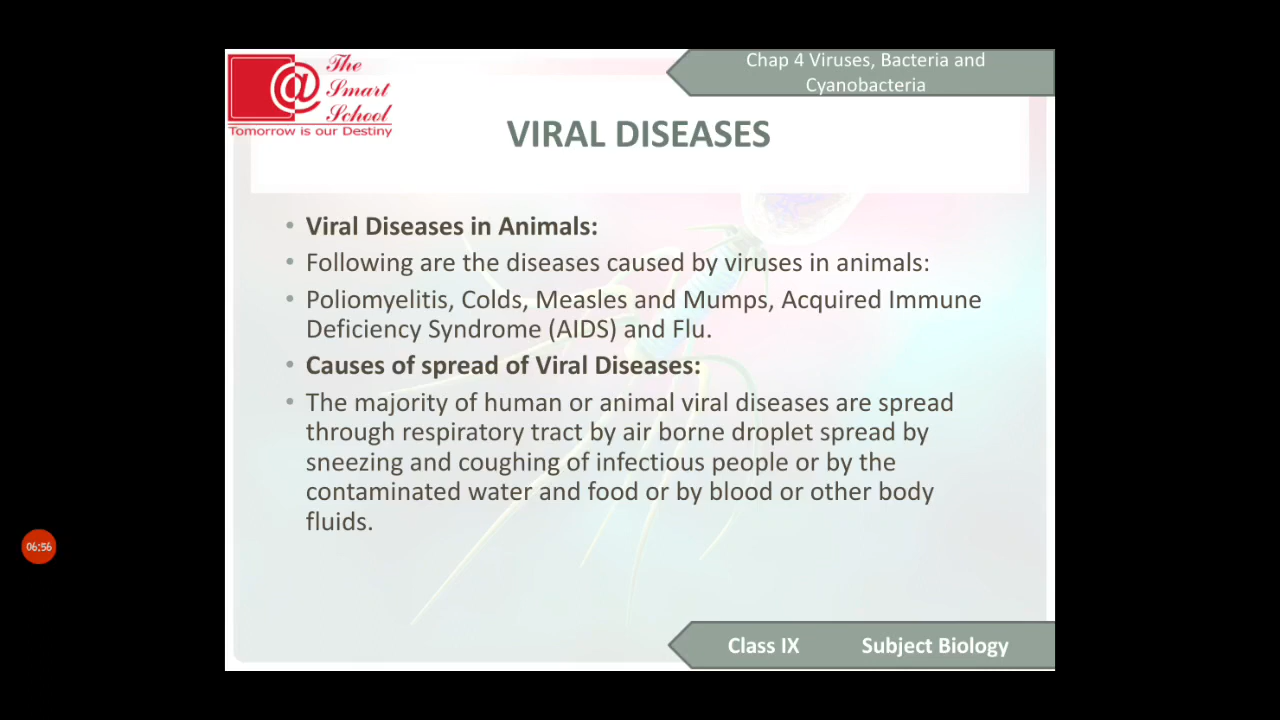 The
Smart
School
Tomorrow is our Destiny
Chap 4 Viruses, Bacteria and
Cyanobacteria
VIRAL DISEASES
• Viral Diseases in Animals:
• Following are the diseases caused by viruses in animals:
• Poliomyelitis, Colds, Measles and Mumps, Acquired Immune
Deficiency Syndrome (AIDS) and Flu.
• Causes of spread of Viral Diseases:
• The majority of human or animal viral diseases are spread
through respiratory tract by air borne droplet spread by
sneezing and coughing of infectious people or by the
contaminated water and food or by blood or other body
fluids.
06:56
Class IX Subject Biology